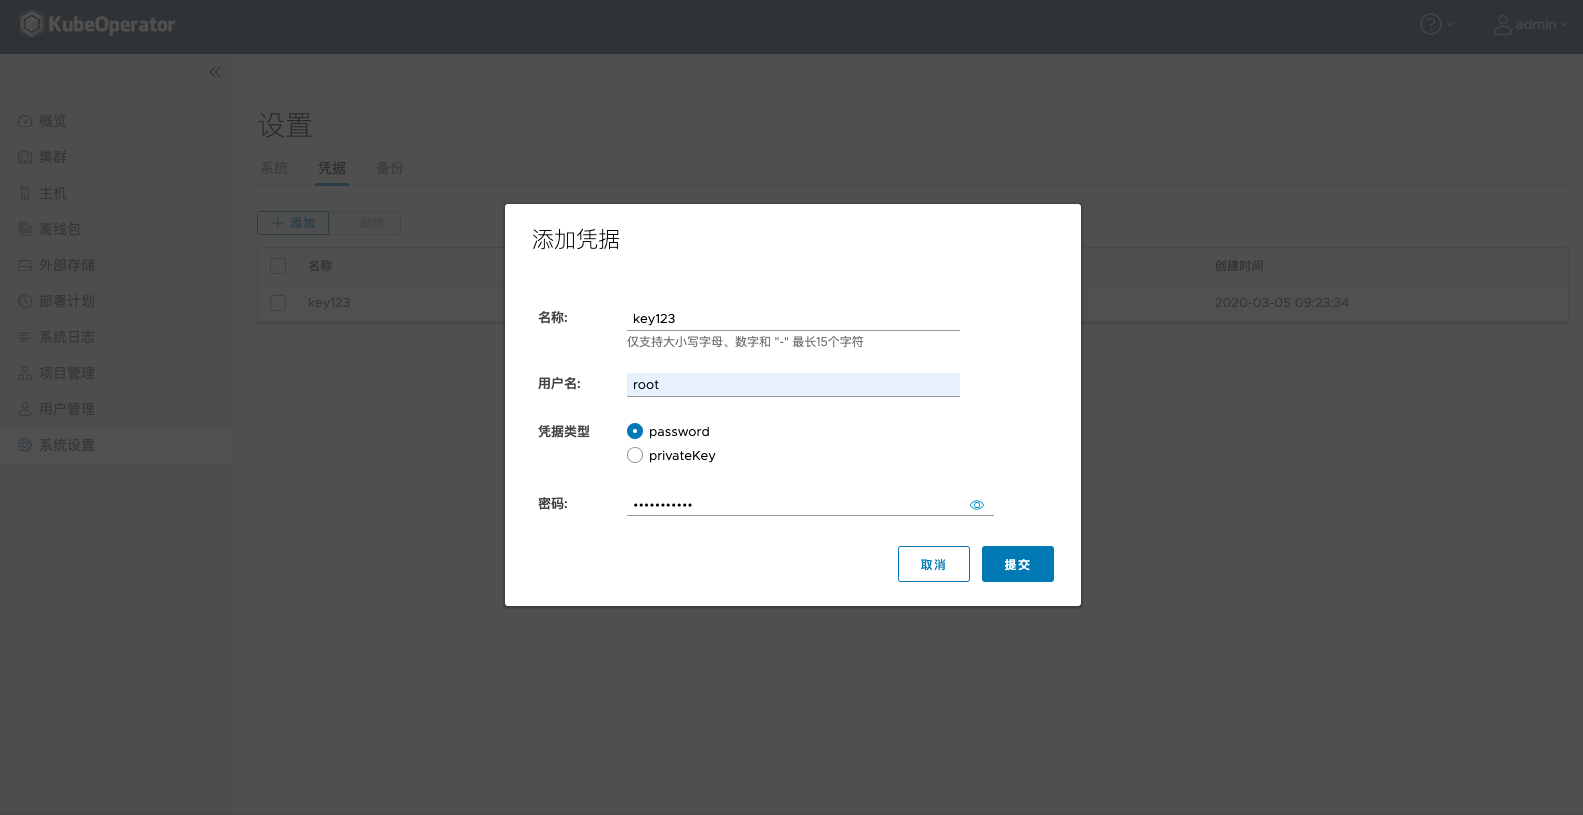 KubeOperator
admin
概览
集群
主机
离线包
外部存储
部署计划
系统日志
项目管理
用户管理
系统设置
设置
系统 凭据 备份
添加 删除
名称 创建时间
key123 2020-03-05 09:23:34
添加凭据
名称: key123
仅支持大小写字母、数字和 "-" 最长15个字符
用户名: root
凭据类型 password
privateKey
密码: •••••••••••
取消 提交